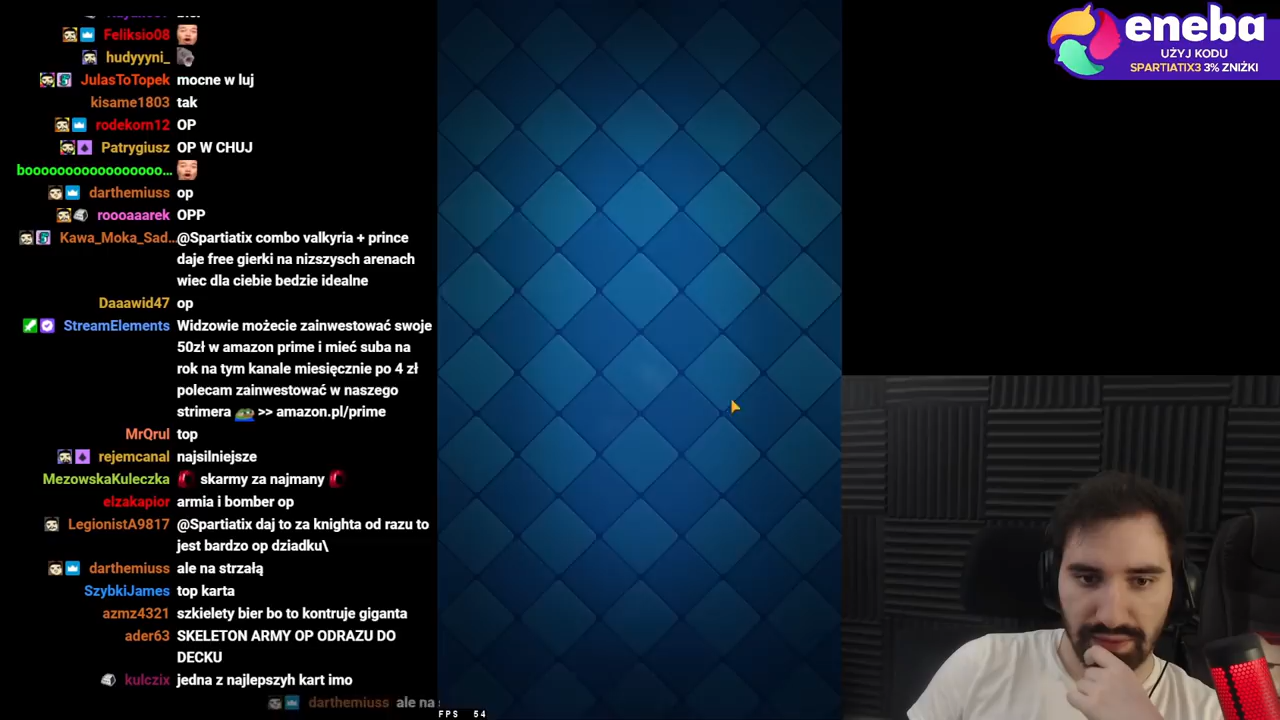 Feliksio08
hudyyyni_
JulasToTopek mocne w luj
kisame1803 tak
rodekorn12 OP
Patrygiusz OP W CHUJ
booooooooooooooooo...
darthemiuss op
roooaaarek OPP
Kawa_Moka_Sad... @Spartiatix combo valkyria + prince
daje free gierki na nizszysch arenach
wiec dla ciebie bedzie idealne
Daaawid47 op
StreamElements Widzowie możecie zainwestować swoje
50zł w amazon prime i mieć suba na
rok na tym kanale miesięcznie po 4 zł
polecam zainwestować w naszego
strimera >> amazon.pl/prime
MrQrul top
rejemcanal najsilniejsze
MezowskaKuleczka skarmy za najmany
elzakapior armia i bomber op
LegionistA9817 @Spartiatix daj to za knighta od razu to
jest bardzo op dziadku\
darthemiuss ale na strzałą
SzybkiJames top karta
azmz4321 szkielety bier bo to kontruje giganta
ader63 SKELETON ARMY OP ODRAZU DO
DECKU
kulczix jedna z najlepszyh kart imo
darthemiuss ale na
FPS 54
eneba
UŻYJ KODU
SPARTIATIX3 3% ZNIŻKI